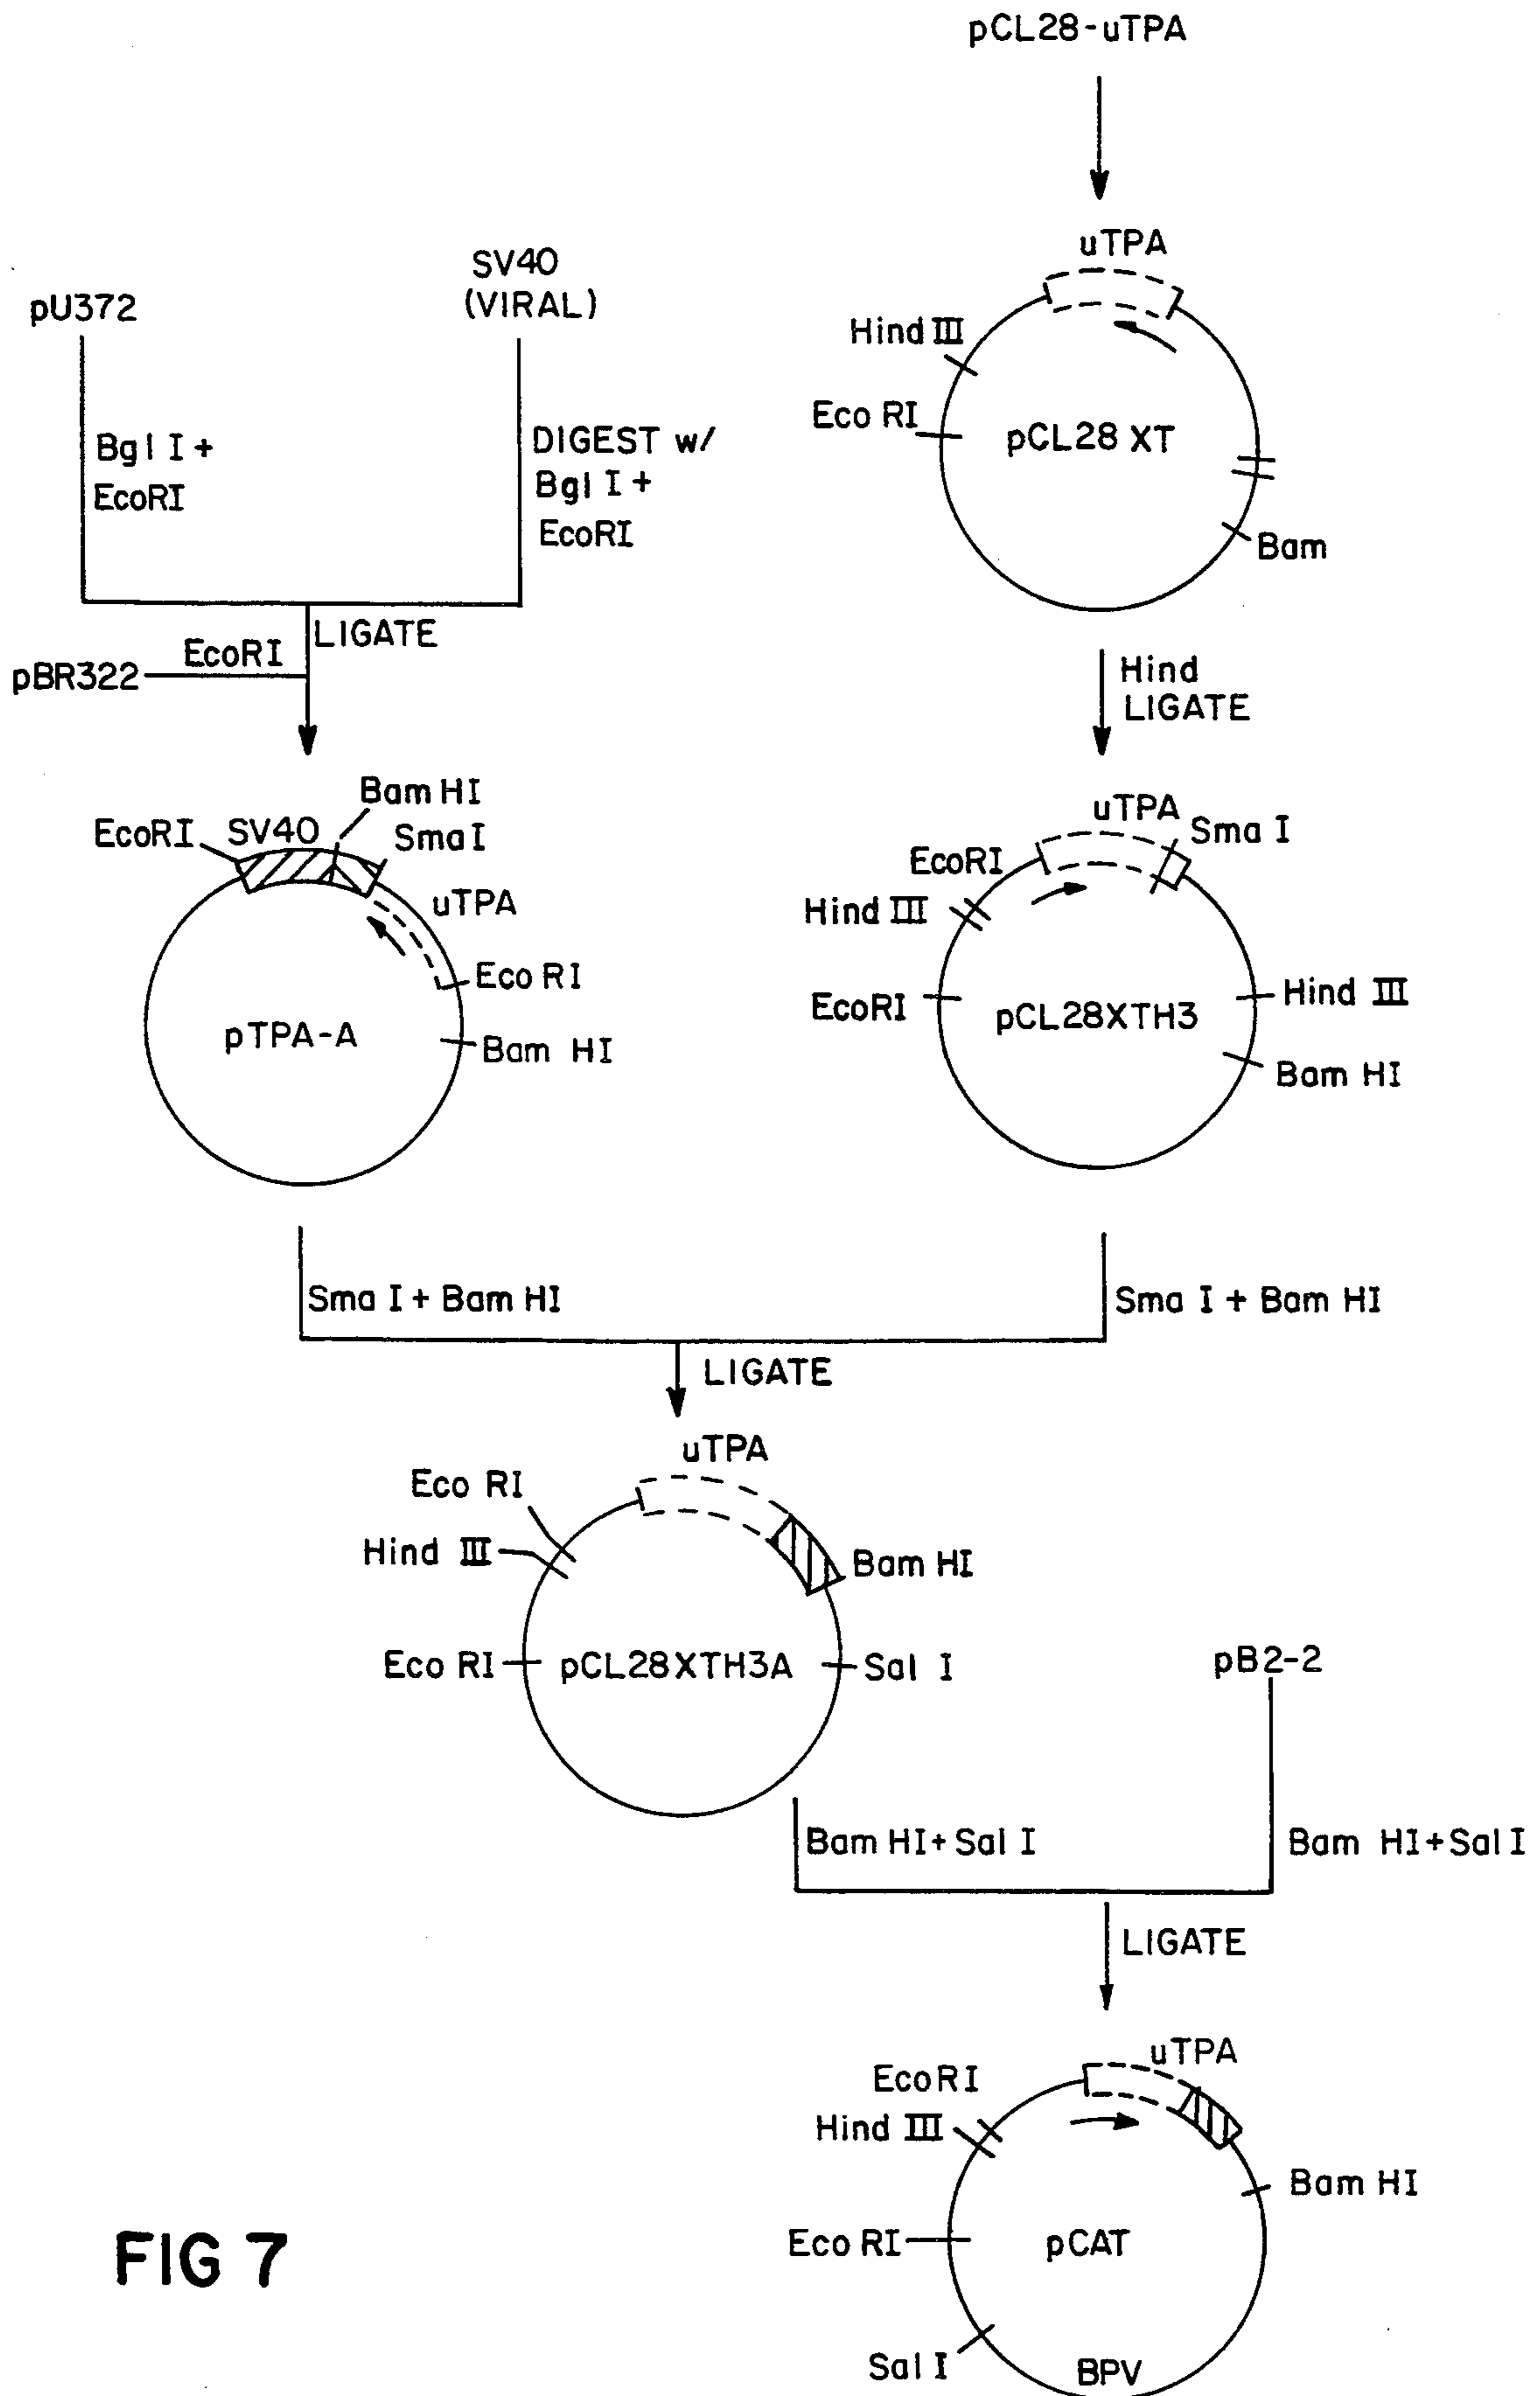 pCL28-uTPA
pU372
SV40
(VIRAL)
Bgl I +
EcoRI
DIGEST w/
Bgl I +
EcoRI
LIGATE
pBR322
EcoRI
uTPA
Hind III
Eco RI
pCL28 XT
Bam
Hind
LIGATE
Bam HI
EcoRI
SV40
Sma I
uTPA
Eco RI
pTPA-A
Bam HI
uTPA
Sma I
EcoRI
Hind III
EcoRI
pCL28XTH3
Hind III
Bam HI
Sma I + Bam HI
Sma I + Bam HI
LIGATE
uTPA
Eco RI
Hind III
Bam HI
Eco RI
pCL28XTH3A
Sal I
pB2-2
Bam HI+Sal I
Bam HI+Sal I
LIGATE
uTPA
EcoRI
Hind III
Bam HI
Eco RI
pCAT
Sal I
BPV
FIG 7